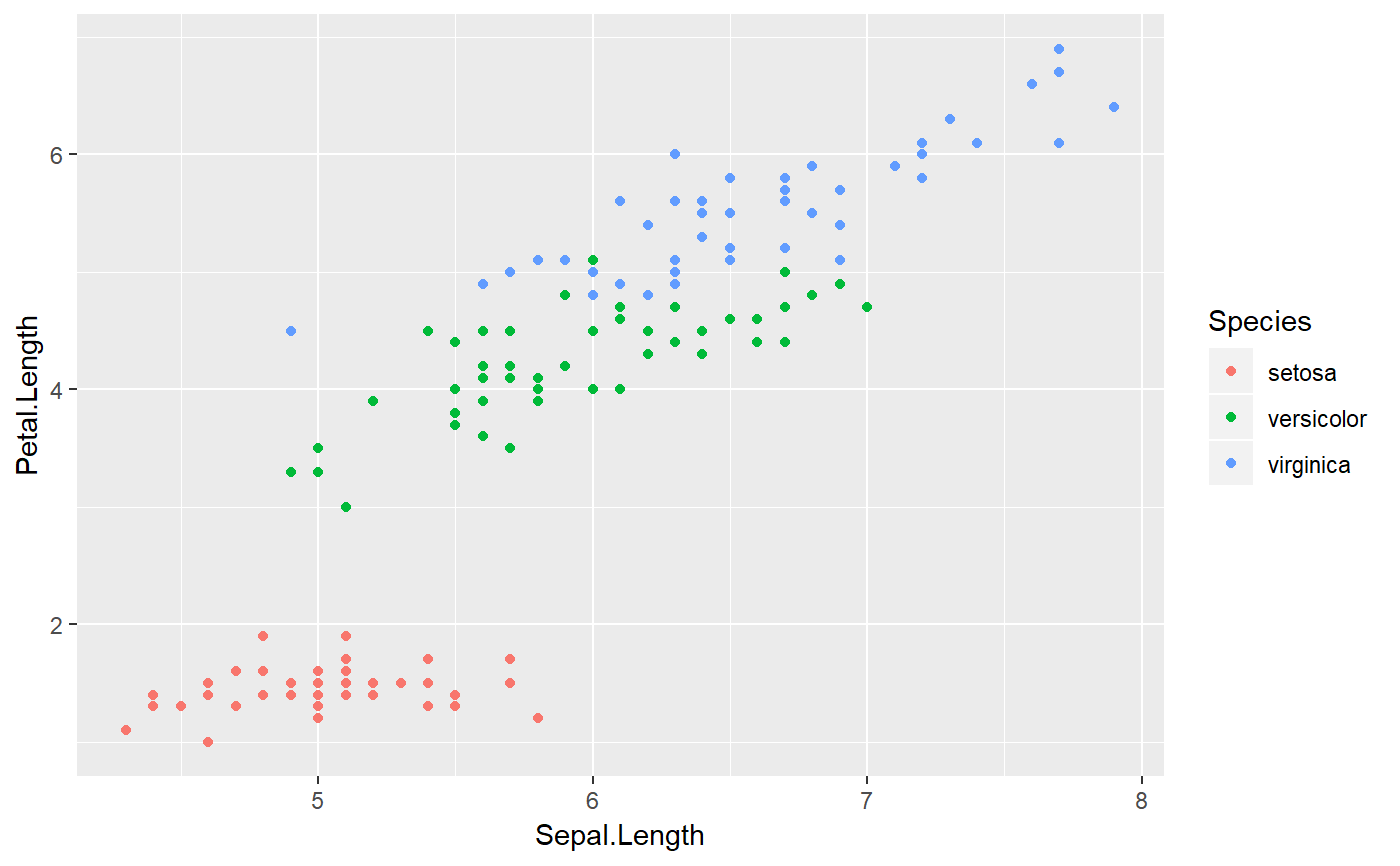 Petal.Length
6
4
2
5 6 7 8
Sepal.Length
Species
setosa
versicolor
virginica